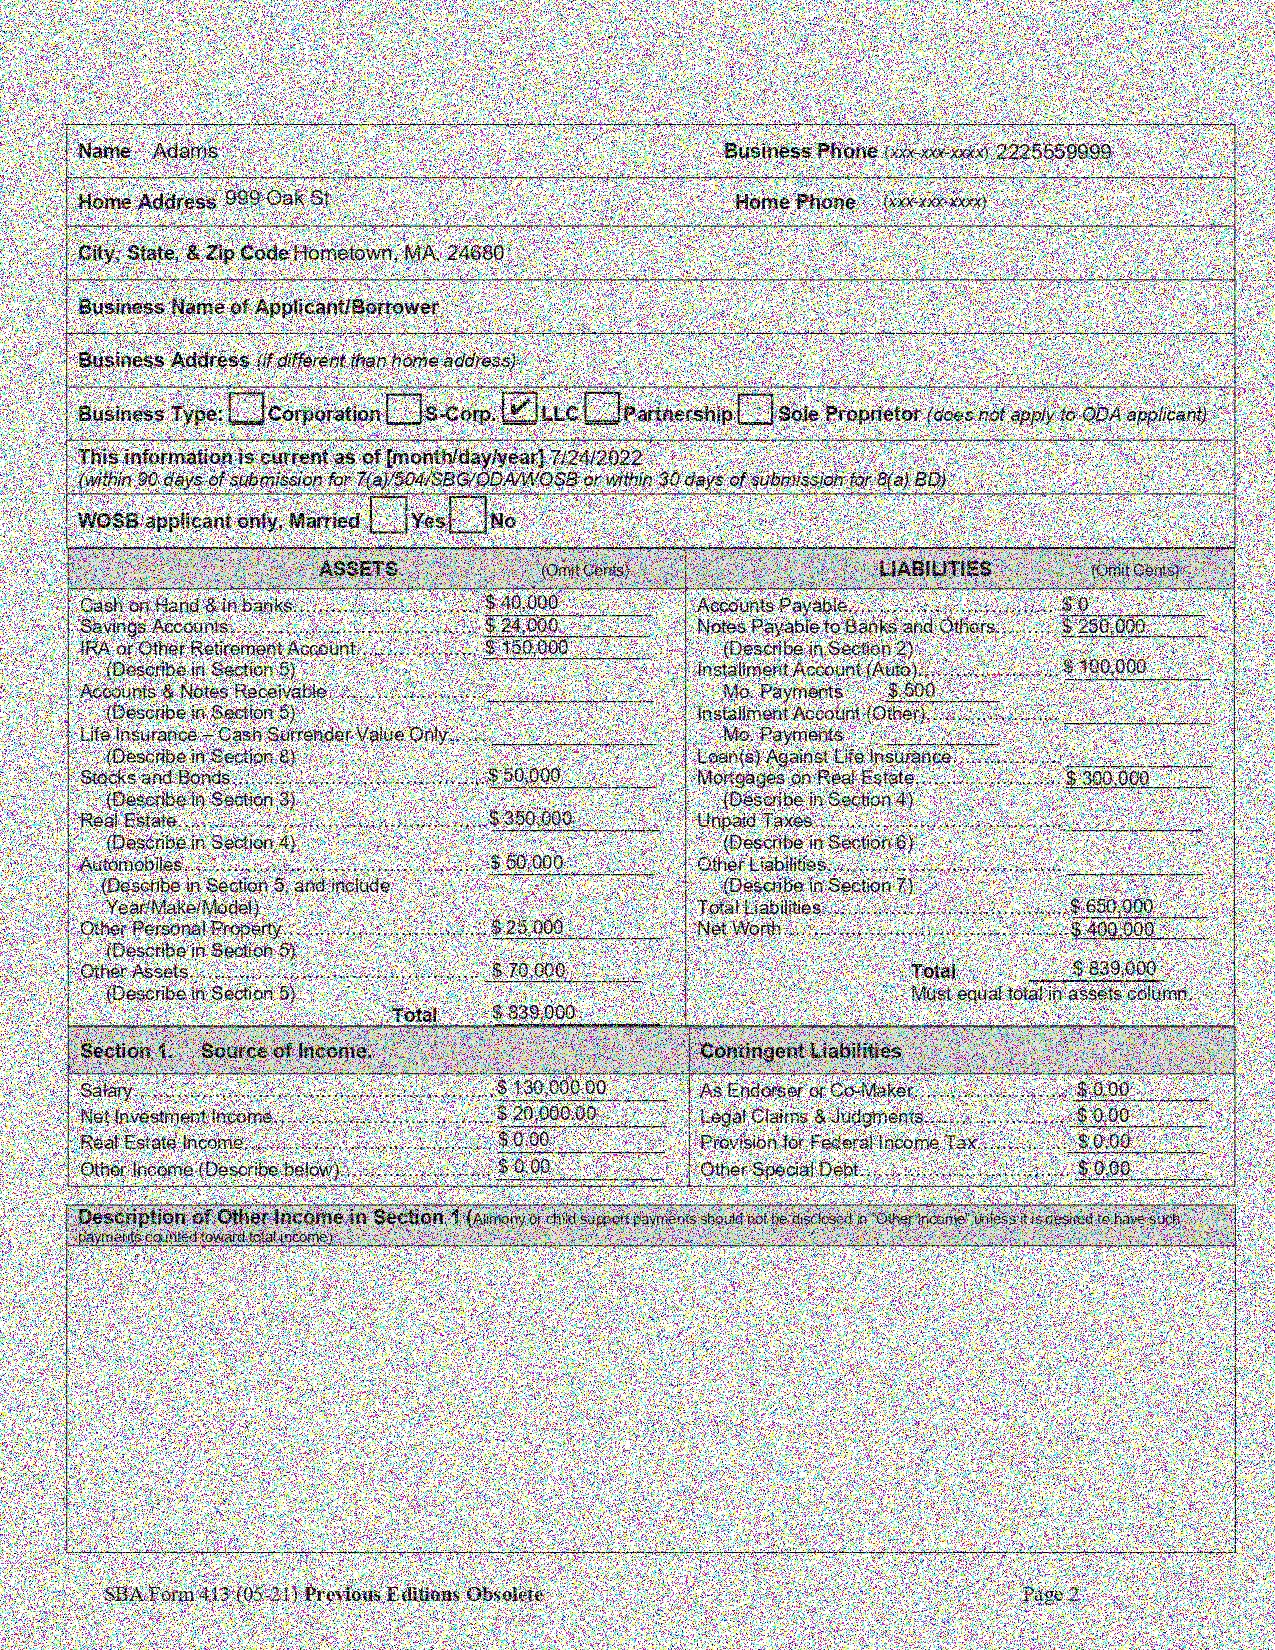 Name Adams Business Phone (xxx-xxx-xxxx) 2225659999
Home Address 999 Oak St Home Phone (xxx-xxx-xxxx)
City, State, & Zip Code Hometown, MA, 24680
Business Name of Applicant/Borrower
Business Address (if different than home address)
Business Type: Corporation S-Corp. ✔ LLC Partnership Sole Proprietor (does not apply to ODA applicant)
This information is current as of [month/day/year] 7/24/2022
(within 90 days of submission for 7(a)/504/SBG/ODA/WOSB or within 30 days of submission for 8(a) BD)
WOSB applicant only, Married Yes No
ASSETS (Omit Cents) LIABILITIES (Omit Cents)
Cash on Hand & in banks $ 40,000
Savings Accounts $ 24,000
IRA or Other Retirement Account $ 150,000
(Describe in Section 5)
Accounts & Notes Receivable
(Describe in Section 5)
Life Insurance – Cash Surrender Value Only
(Describe in Section 8)
Stocks and Bonds $ 50,000
(Describe in Section 3)
Real Estate $ 350,000
(Describe in Section 4)
Automobiles $ 50,000
(Describe in Section 5, and include
Year/Make/Model)
Other Personal Property $ 25,000
(Describe in Section 5)
Other Assets $ 70,000
(Describe in Section 5)
Total $ 839,000
Accounts Payable $ 0
Notes Payable to Banks and Others $ 250,000
(Describe in Section 2)
Installment Account (Auto) $ 100,000
Mo. Payments $ 500
Installment Account (Other)
Mo. Payments
Loan(s) Against Life Insurance
Mortgages on Real Estate $ 300,000
(Describe in Section 4)
Unpaid Taxes
(Describe in Section 6)
Other Liabilities
(Describe in Section 7)
Total Liabilities $ 650,000
Net Worth $ 400,000
Total $ 839,000
Must equal total in assets column.
Section 1. Source of Income. Contingent Liabilities
Salary $ 130,000.00 As Endorser or Co-Maker $ 0.00
Net Investment Income $ 20,000.00 Legal Claims & Judgments $ 0.00
Real Estate Income $ 0.00 Provision for Federal Income Tax $ 0.00
Other Income (Describe below) $ 0.00 Other Special Debt $ 0.00
Description of Other Income in Section 1 (Alimony or child support payments should not be disclosed in "Other Income" unless it is desired to have such
payments counted toward total income)
SBA Form 413 (05-21) Previous Editions Obsolete Page 2